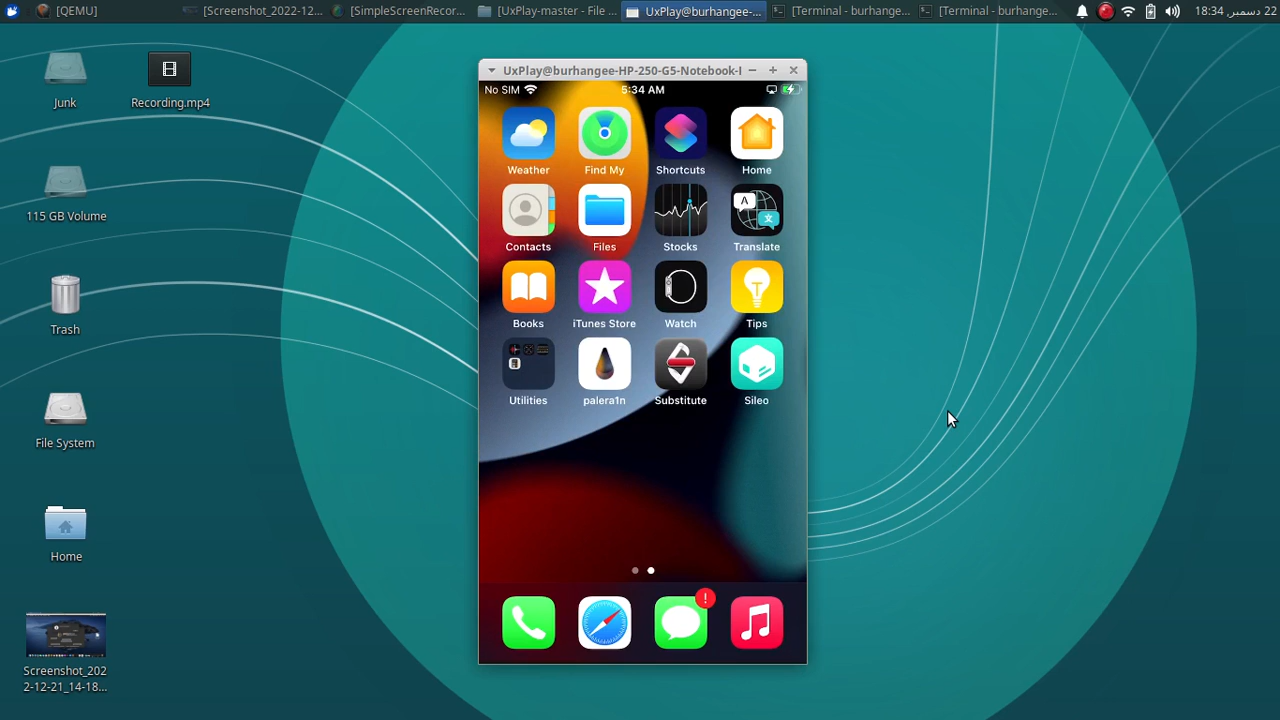 [QEMU]
[Screenshot_2022-12...
[SimpleScreenRecor...
[UxPlay-master - File ...
UxPlay@burhangee-...
[Terminal - burhange...
[Terminal - burhange...
22 دسمبر, 18:34
Junk
Recording.mp4
115 GB Volume
Trash
File System
Home
Screenshot_202
2-12-21_14-18...
UxPlay@burhangee-HP-250-G5-Notebook-
No SIM
5:34 AM
Weather
Find My
Shortcuts
Home
Contacts
Files
Stocks
A
文
Translate
Books
iTunes Store
Watch
T
Tips
Utilities
palera1n
Substitute
Sileo
!